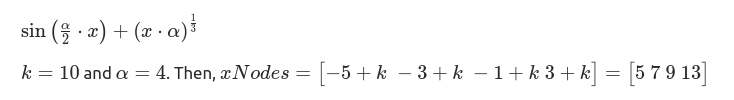 sin (α/2 · x) + (x · α)^(1/3)
k = 10 and α = 4. Then, xNodes = [−5 + k −3 + k −1 + k 3 + k] = [5 7 9 13]